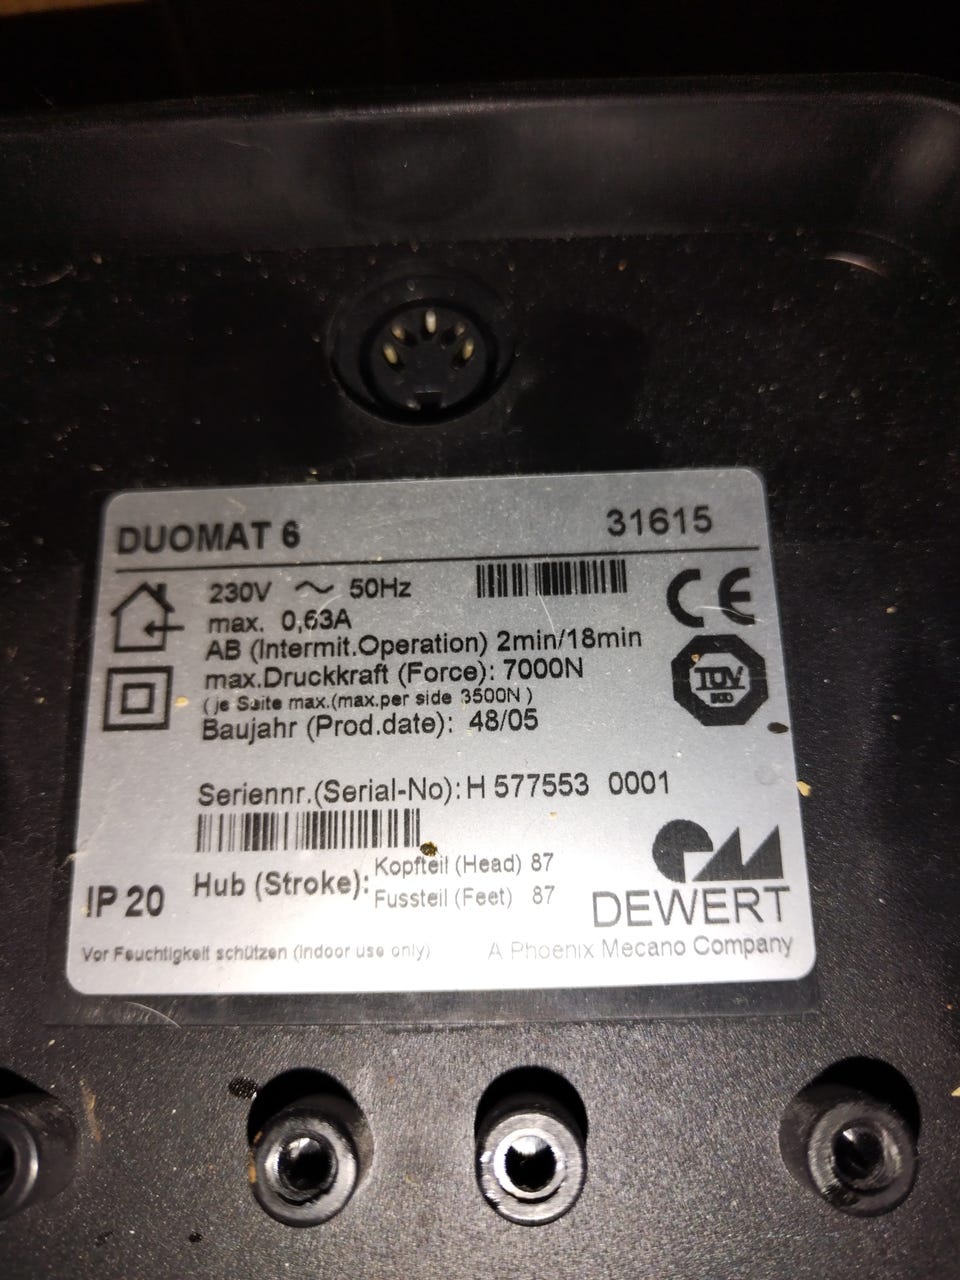 DUOMAT 6 31615
230V ~ 50Hz
max. 0,63A
AB (Intermit.Operation) 2min/18min
max.Druckkraft (Force): 7000N
( je Seite max.(max.per side 3500N )
Baujahr (Prod.date): 48/05
CE
TÜV
Seriennr.(Serial-No): H 577553 0001
Hub (Stroke): Kopfteil (Head) 87
Fussteil (Feet) 87
IP 20
DEWERT
Vor Feuchtigkeit schützen (Indoor use only)
A Phoenix Mecano Company